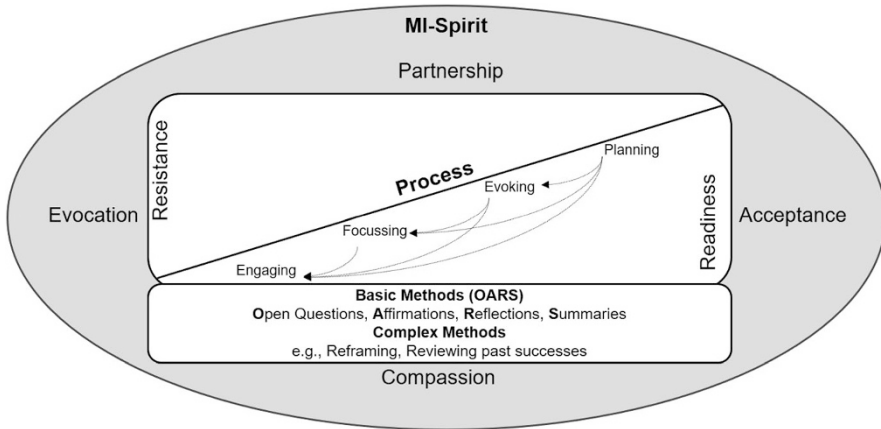 MI-Spirit
Partnership
Resistance
Planning
Process
Evoking
Evocation
Acceptance
Focussing
Readiness
Engaging
Basic Methods (OARS)
Open Questions, Affirmations, Reflections, Summaries
Complex Methods
e.g., Reframing, Reviewing past successes
Compassion